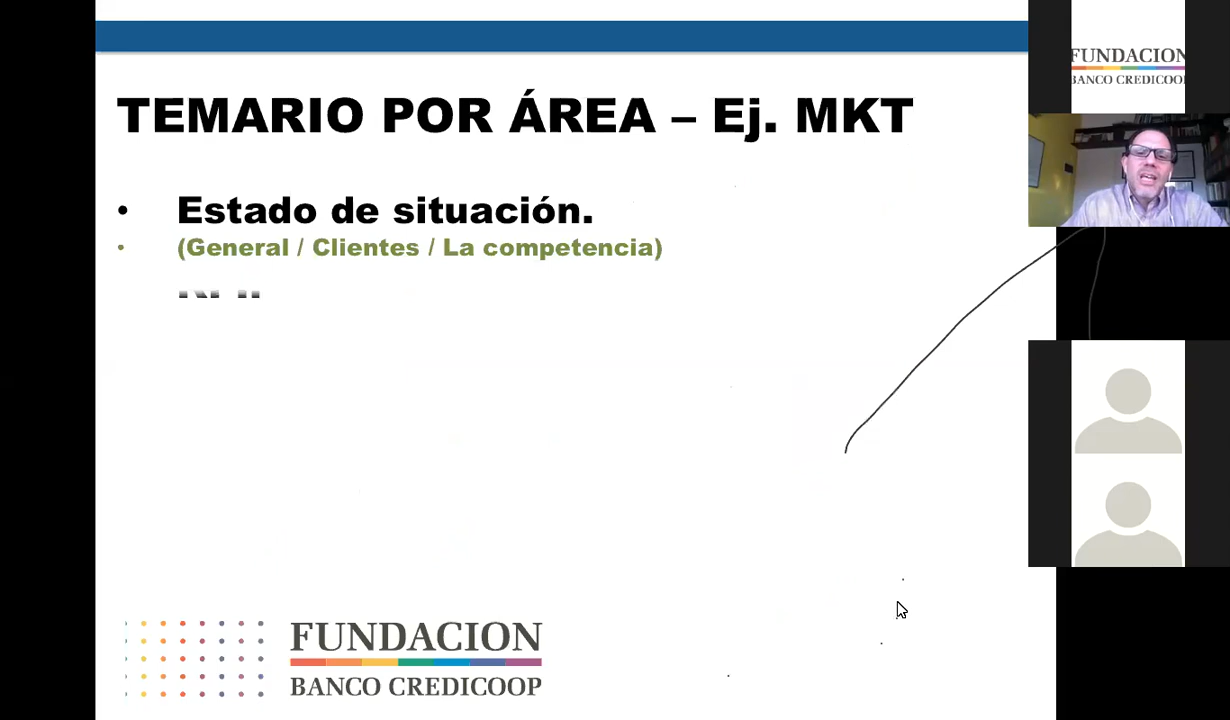 TEMARIO POR ÁREA – Ej. MKT
• Estado de situación.
• (General / Clientes / La competencia)
FUNDACION
BANCO CREDICOOP
FUNDACION
BANCO CREDICOOP